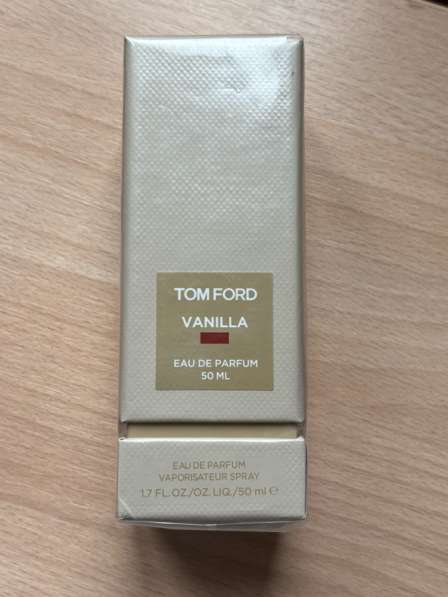 TOM FORD
VANILLA
EAU DE PARFUM
50 ML
EAU DE PARFUM
VAPORISATEUR SPRAY
1.7 FL.OZ./OZ. LIQ./50 ml ℮